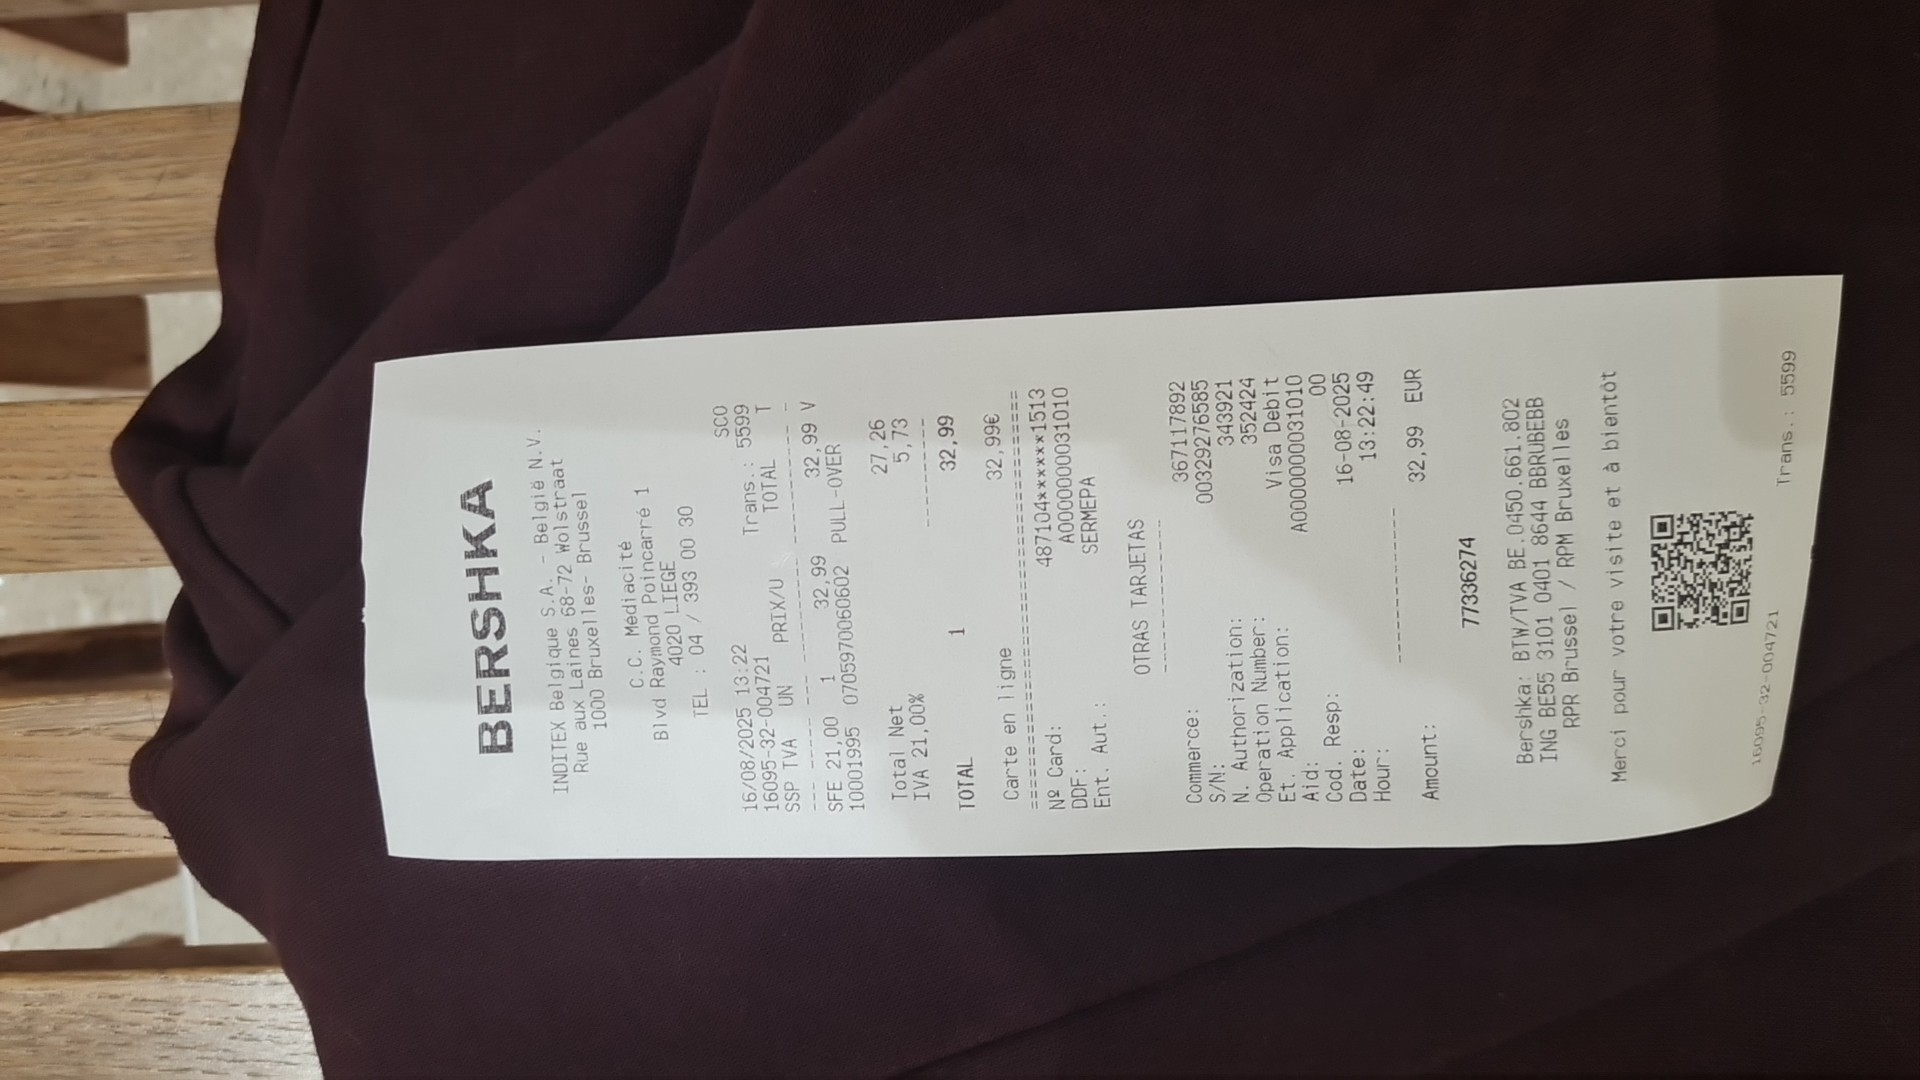 BERSHKA
INDITEX Belgique S.A. - België N.V.
Rue aux Laines 68-72 Wolstraat
1000 Bruxelles- Brussel
C.C. Médiacité
Blvd Raymond Poincarré 1
4020 LIEGE
TEL : 04 / 393 00 30
SCO
16/08/2025 13:22 Trans.: 5599
16095-32-004721 TOTAL T
SSP TVA UN PRIX/U
SFE 21,00 1 32,99 32,99 V
10001995 07059700606602 PULL-OVER
Total Net 27,26
IVA 21,00% 5,73
TOTAL 1 32,99
Carte en ligne 32,99€
==============================
Nº Card: 487104******1513
DDF: A0000000031010
Ent. Aut.: SERMEPA
OTRAS TARJETAS
Commerce: 367117892
S/N: 00329276585
N. Authorization: 343921
Operation Number: 352424
Et. Application: Visa Debit
Aid: A0000000031010
Cod. Resp: 00
Date: 16-08-2025
Hour: 13:22:49
Amount: 32,99 EUR
77336274
Bershka: BTW/TVA BE 0450.661.802
ING BE55 3101 0401 8644 BBRUBEBB
RPR Brussel / RPM Bruxelles
Merci pour votre visite et à bientôt
16095-32-004721 Trans.: 5599